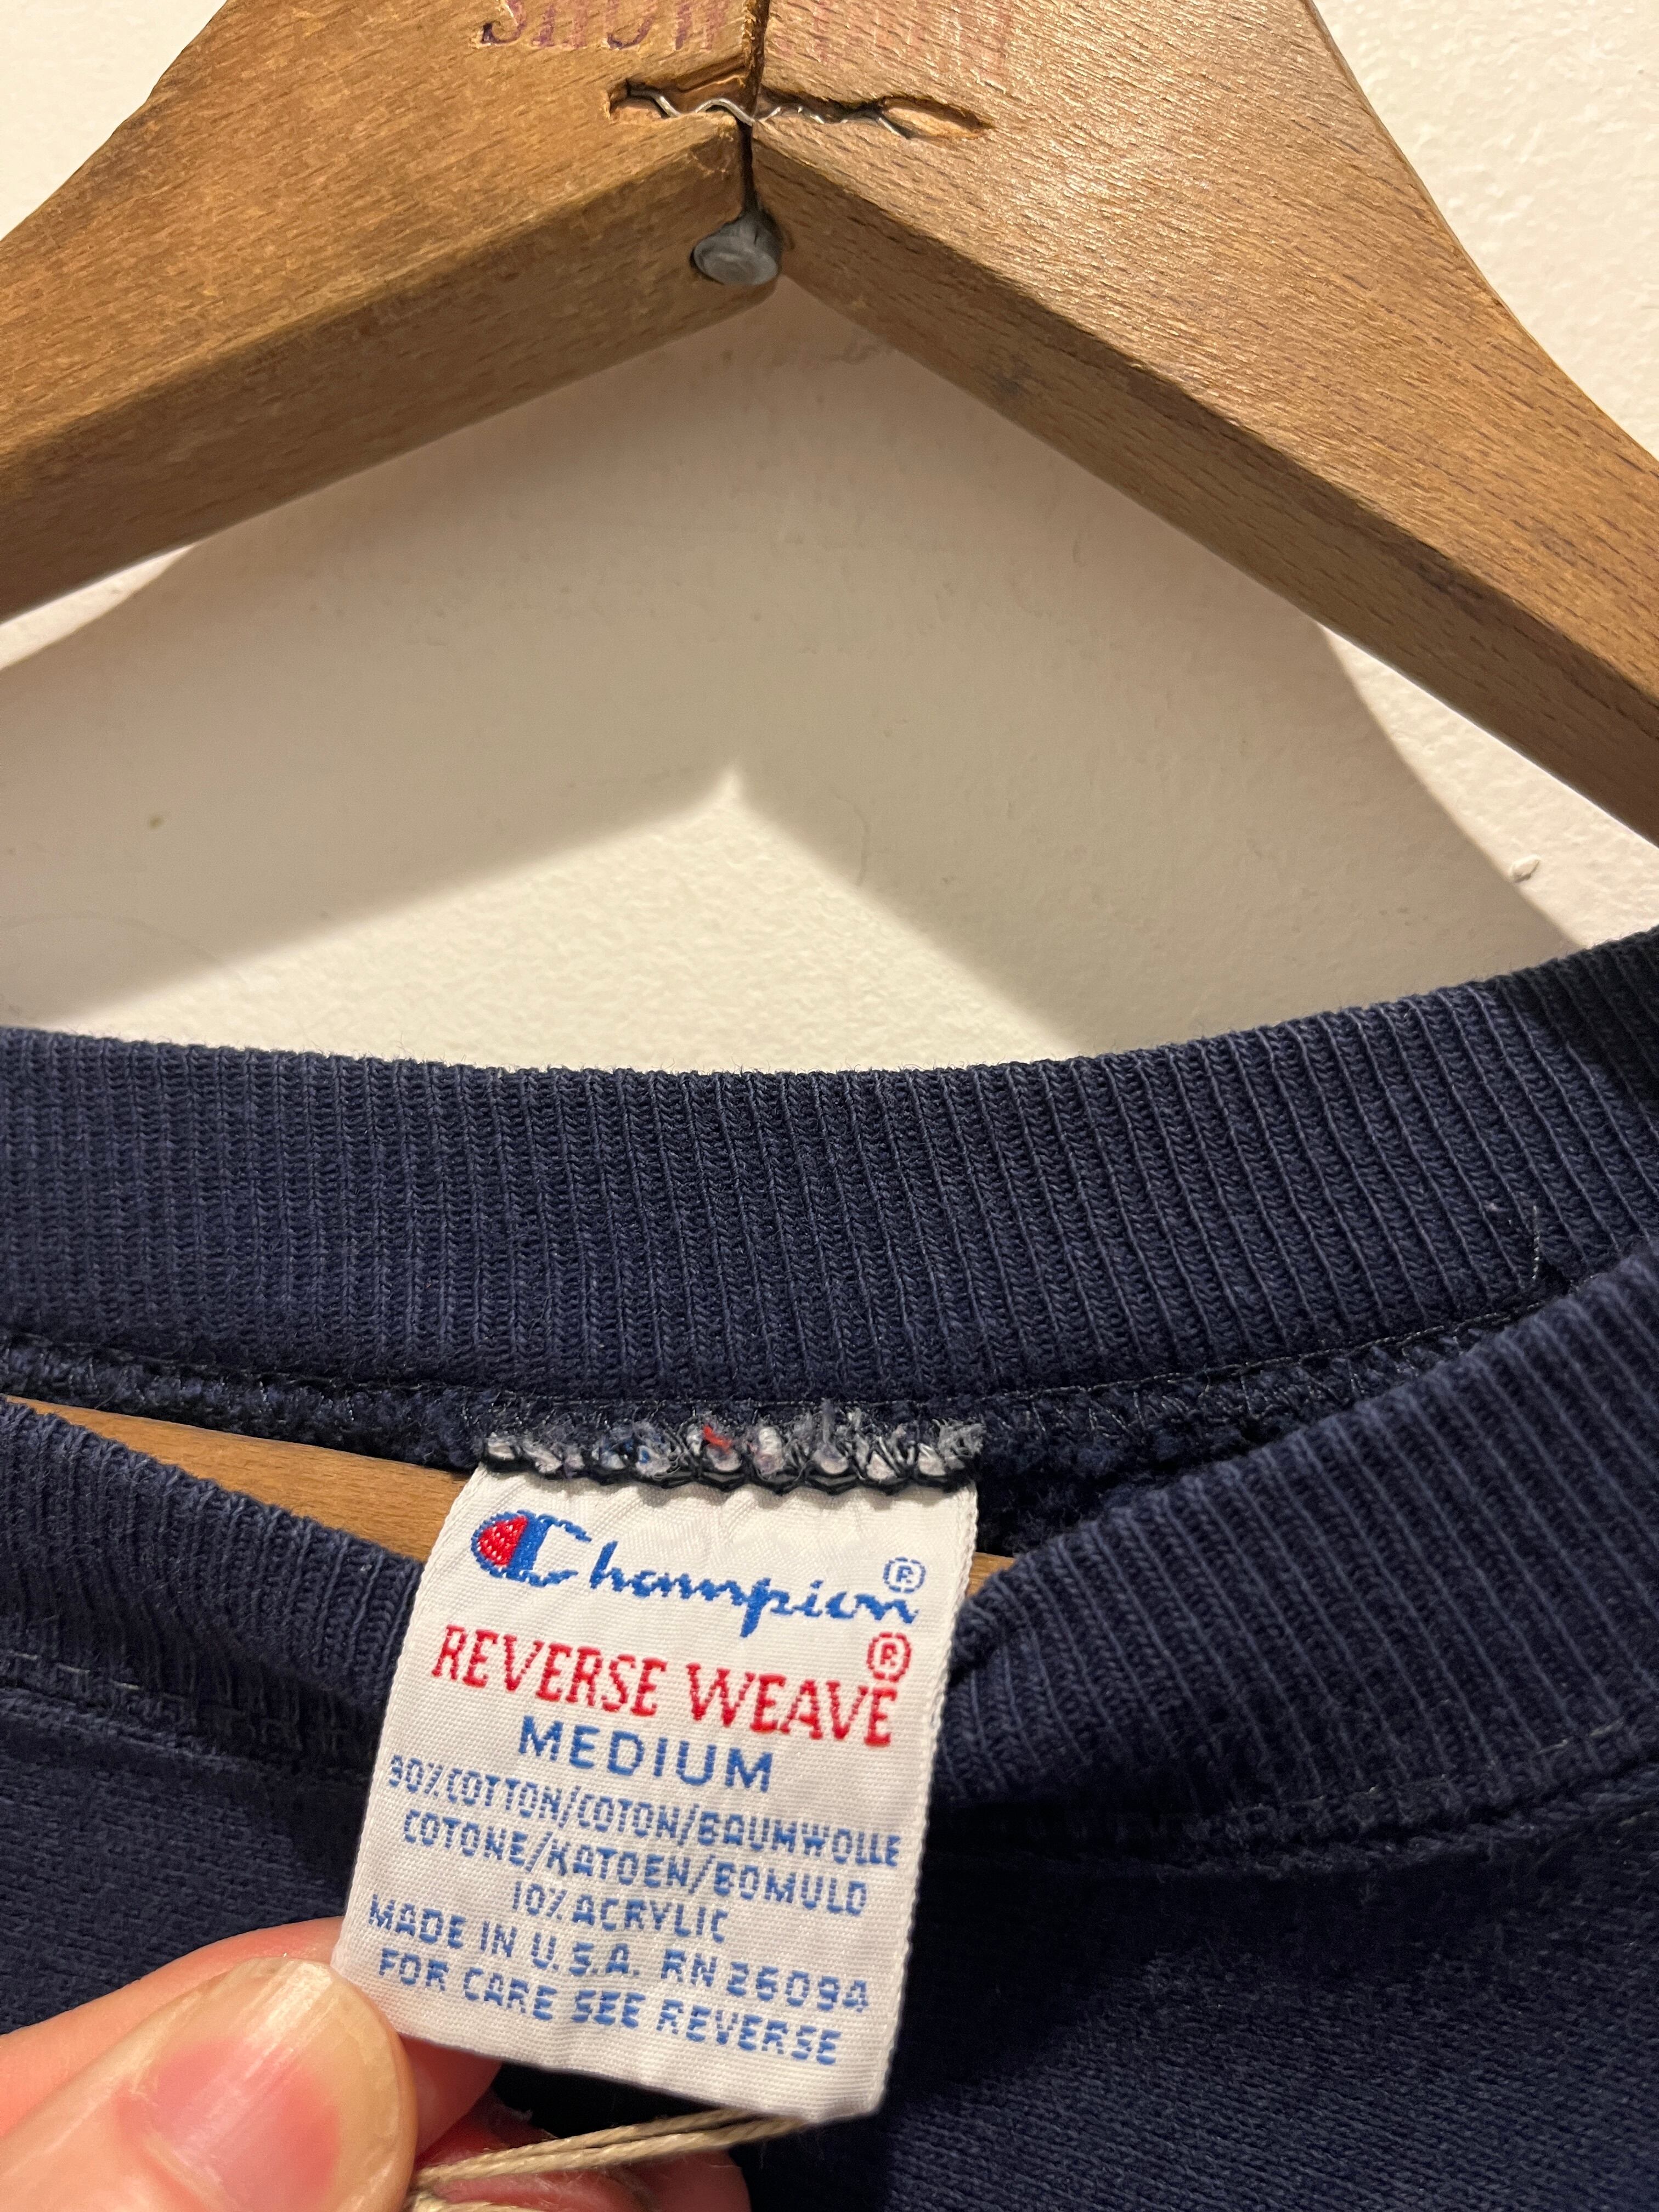 SHOW
Champion®
REVERSE WEAVE®
MEDIUM
90% COTTON/COTON/BAUMWOLLE
COTONE/KATOEN/BOMULD
10% ACRYLIC
MADE IN U.S.A. RN 26094
FOR CARE SEE REVERSE